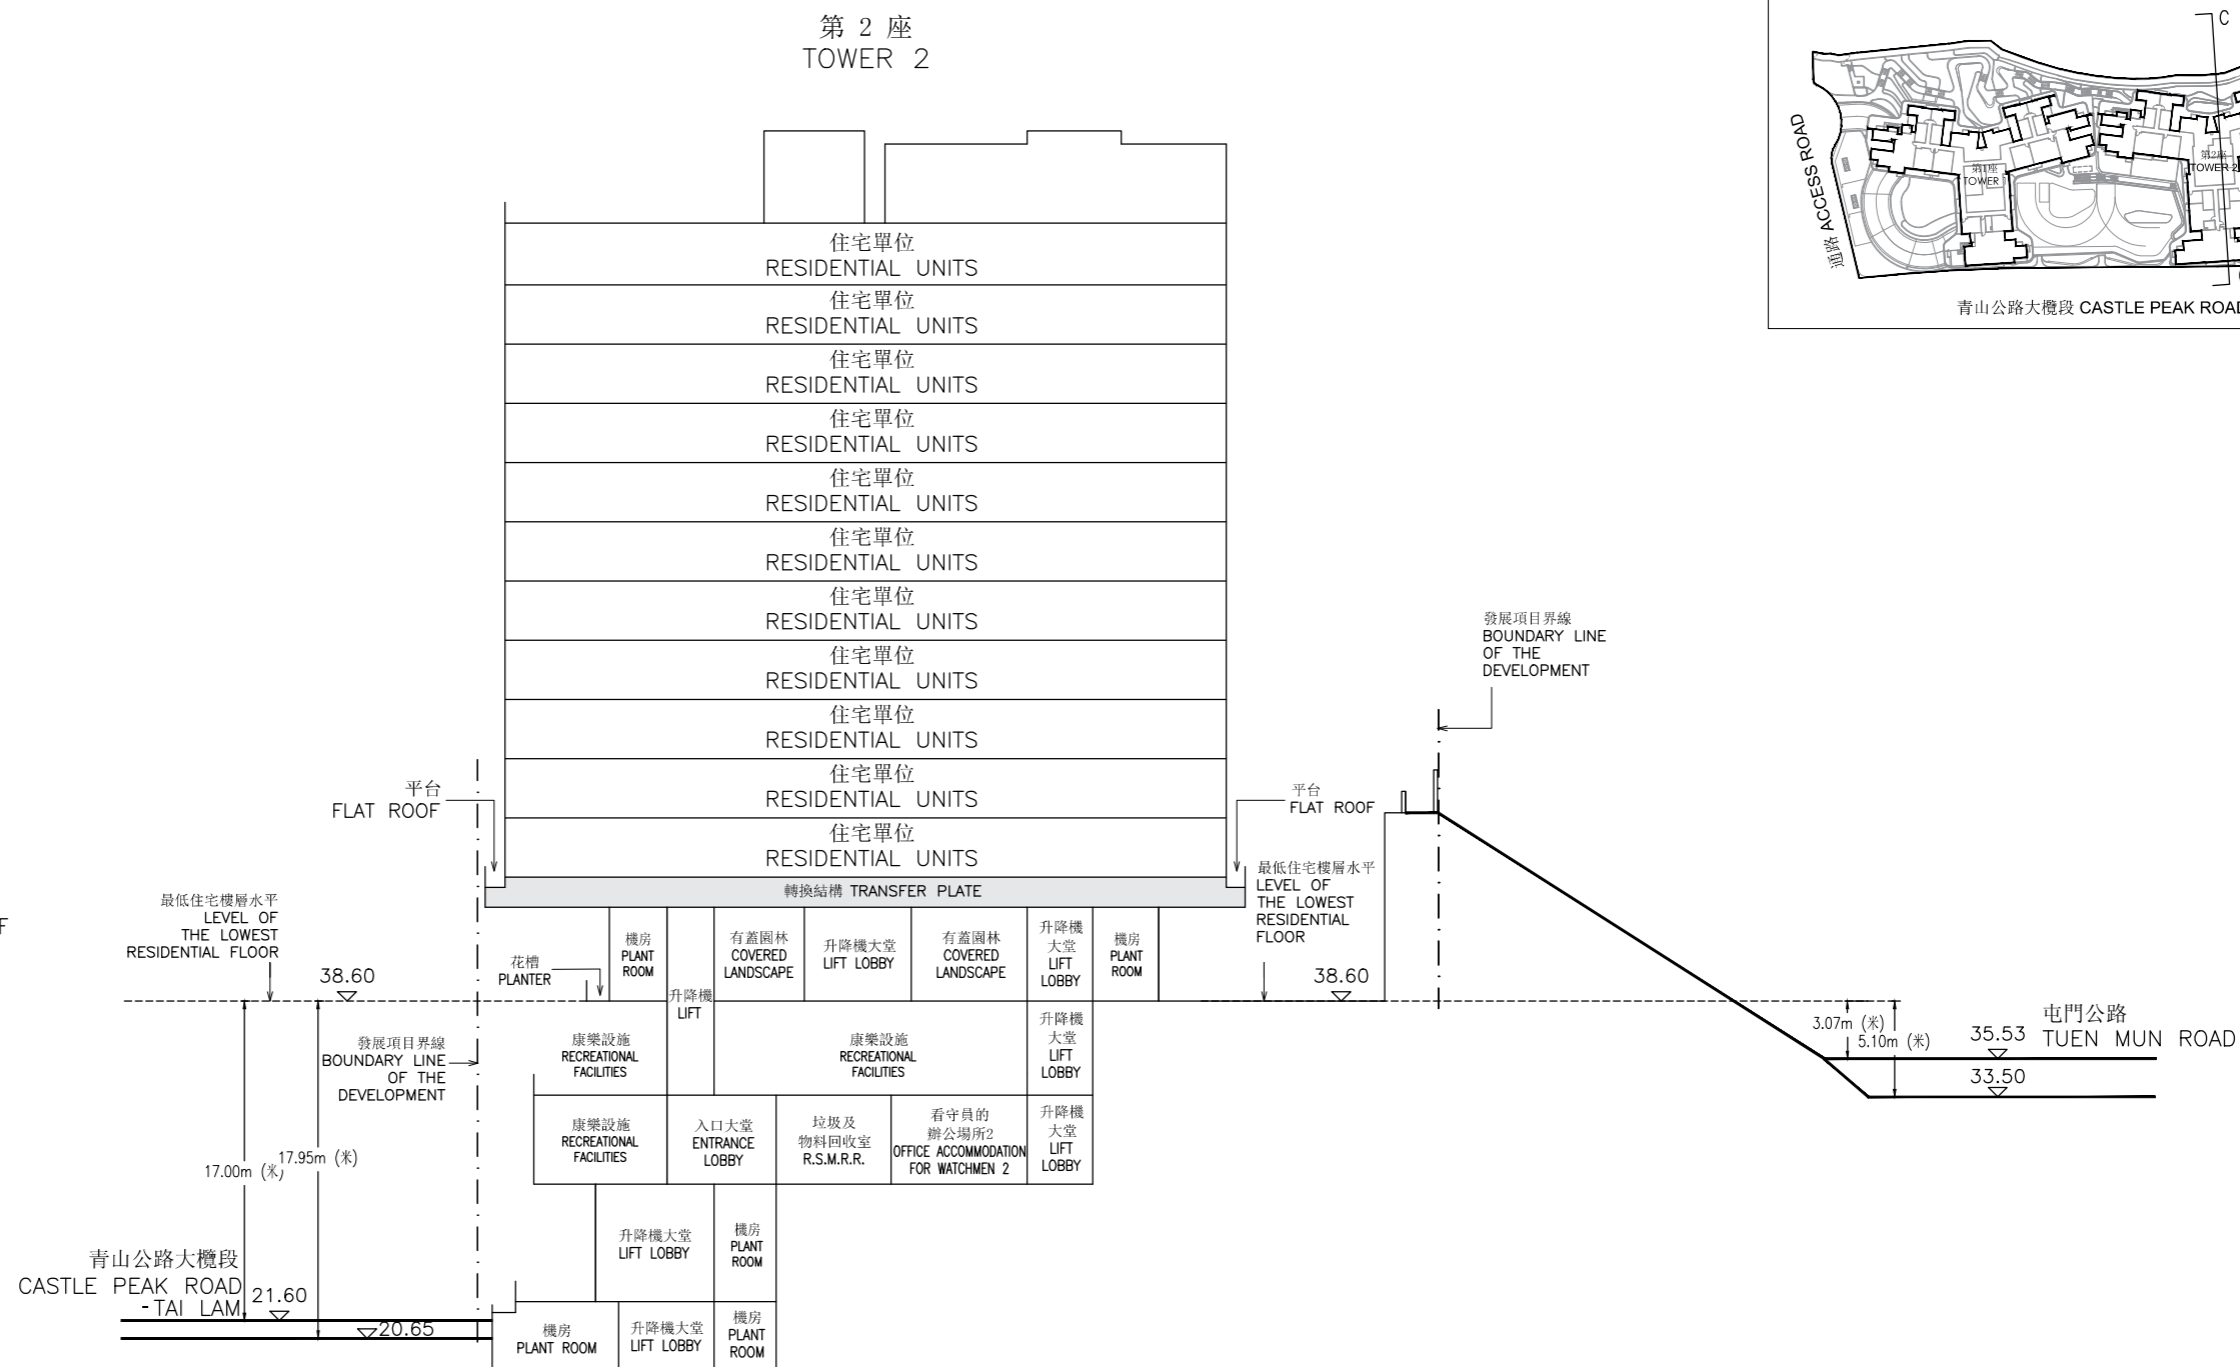 第 2 座
TOWER 2
C
通路 ACCESS ROAD
第1座
TOWER 1
第2座
TOWER 2
青山公路大欖段 CASTLE PEAK ROAD
住宅單位
RESIDENTIAL UNITS
住宅單位
RESIDENTIAL UNITS
住宅單位
RESIDENTIAL UNITS
住宅單位
RESIDENTIAL UNITS
住宅單位
RESIDENTIAL UNITS
住宅單位
RESIDENTIAL UNITS
住宅單位
RESIDENTIAL UNITS
住宅單位
RESIDENTIAL UNITS
住宅單位
RESIDENTIAL UNITS
住宅單位
RESIDENTIAL UNITS
住宅單位
RESIDENTIAL UNITS
轉換結構 TRANSFER PLATE
平台
FLAT ROOF
平台
FLAT ROOF
發展項目界線
BOUNDARY LINE
OF THE
DEVELOPMENT
最低住宅樓層水平
LEVEL OF
THE LOWEST
RESIDENTIAL FLOOR
38.60
花槽
PLANTER
機房
PLANT
ROOM
升降機
LIFT
有蓋園林
COVERED
LANDSCAPE
升降機大堂
LIFT LOBBY
有蓋園林
COVERED
LANDSCAPE
升降機
大堂
LIFT
LOBBY
機房
PLANT
ROOM
最低住宅樓層水平
LEVEL OF
THE LOWEST
RESIDENTIAL
FLOOR
38.60
發展項目界線
BOUNDARY LINE
OF THE
DEVELOPMENT
康樂設施
RECREATIONAL
FACILITIES
康樂設施
RECREATIONAL
FACILITIES
升降機
大堂
LIFT
LOBBY
3.07m (米)
5.10m (米)
35.53
屯門公路
TUEN MUN ROAD
33.50
康樂設施
RECREATIONAL
FACILITIES
入口大堂
ENTRANCE
LOBBY
垃圾及
物料回收室
R.S.M.R.R.
看守員的
辦公場所2
OFFICE ACCOMMODATION
FOR WATCHMEN 2
升降機
大堂
LIFT
LOBBY
17.00m (米)
17.95m (米)
升降機大堂
LIFT LOBBY
機房
PLANT
ROOM
青山公路大欖段
CASTLE PEAK ROAD
-TAI LAM
21.60
20.65
機房
PLANT ROOM
升降機大堂
LIFT LOBBY
機房
PLANT
ROOM